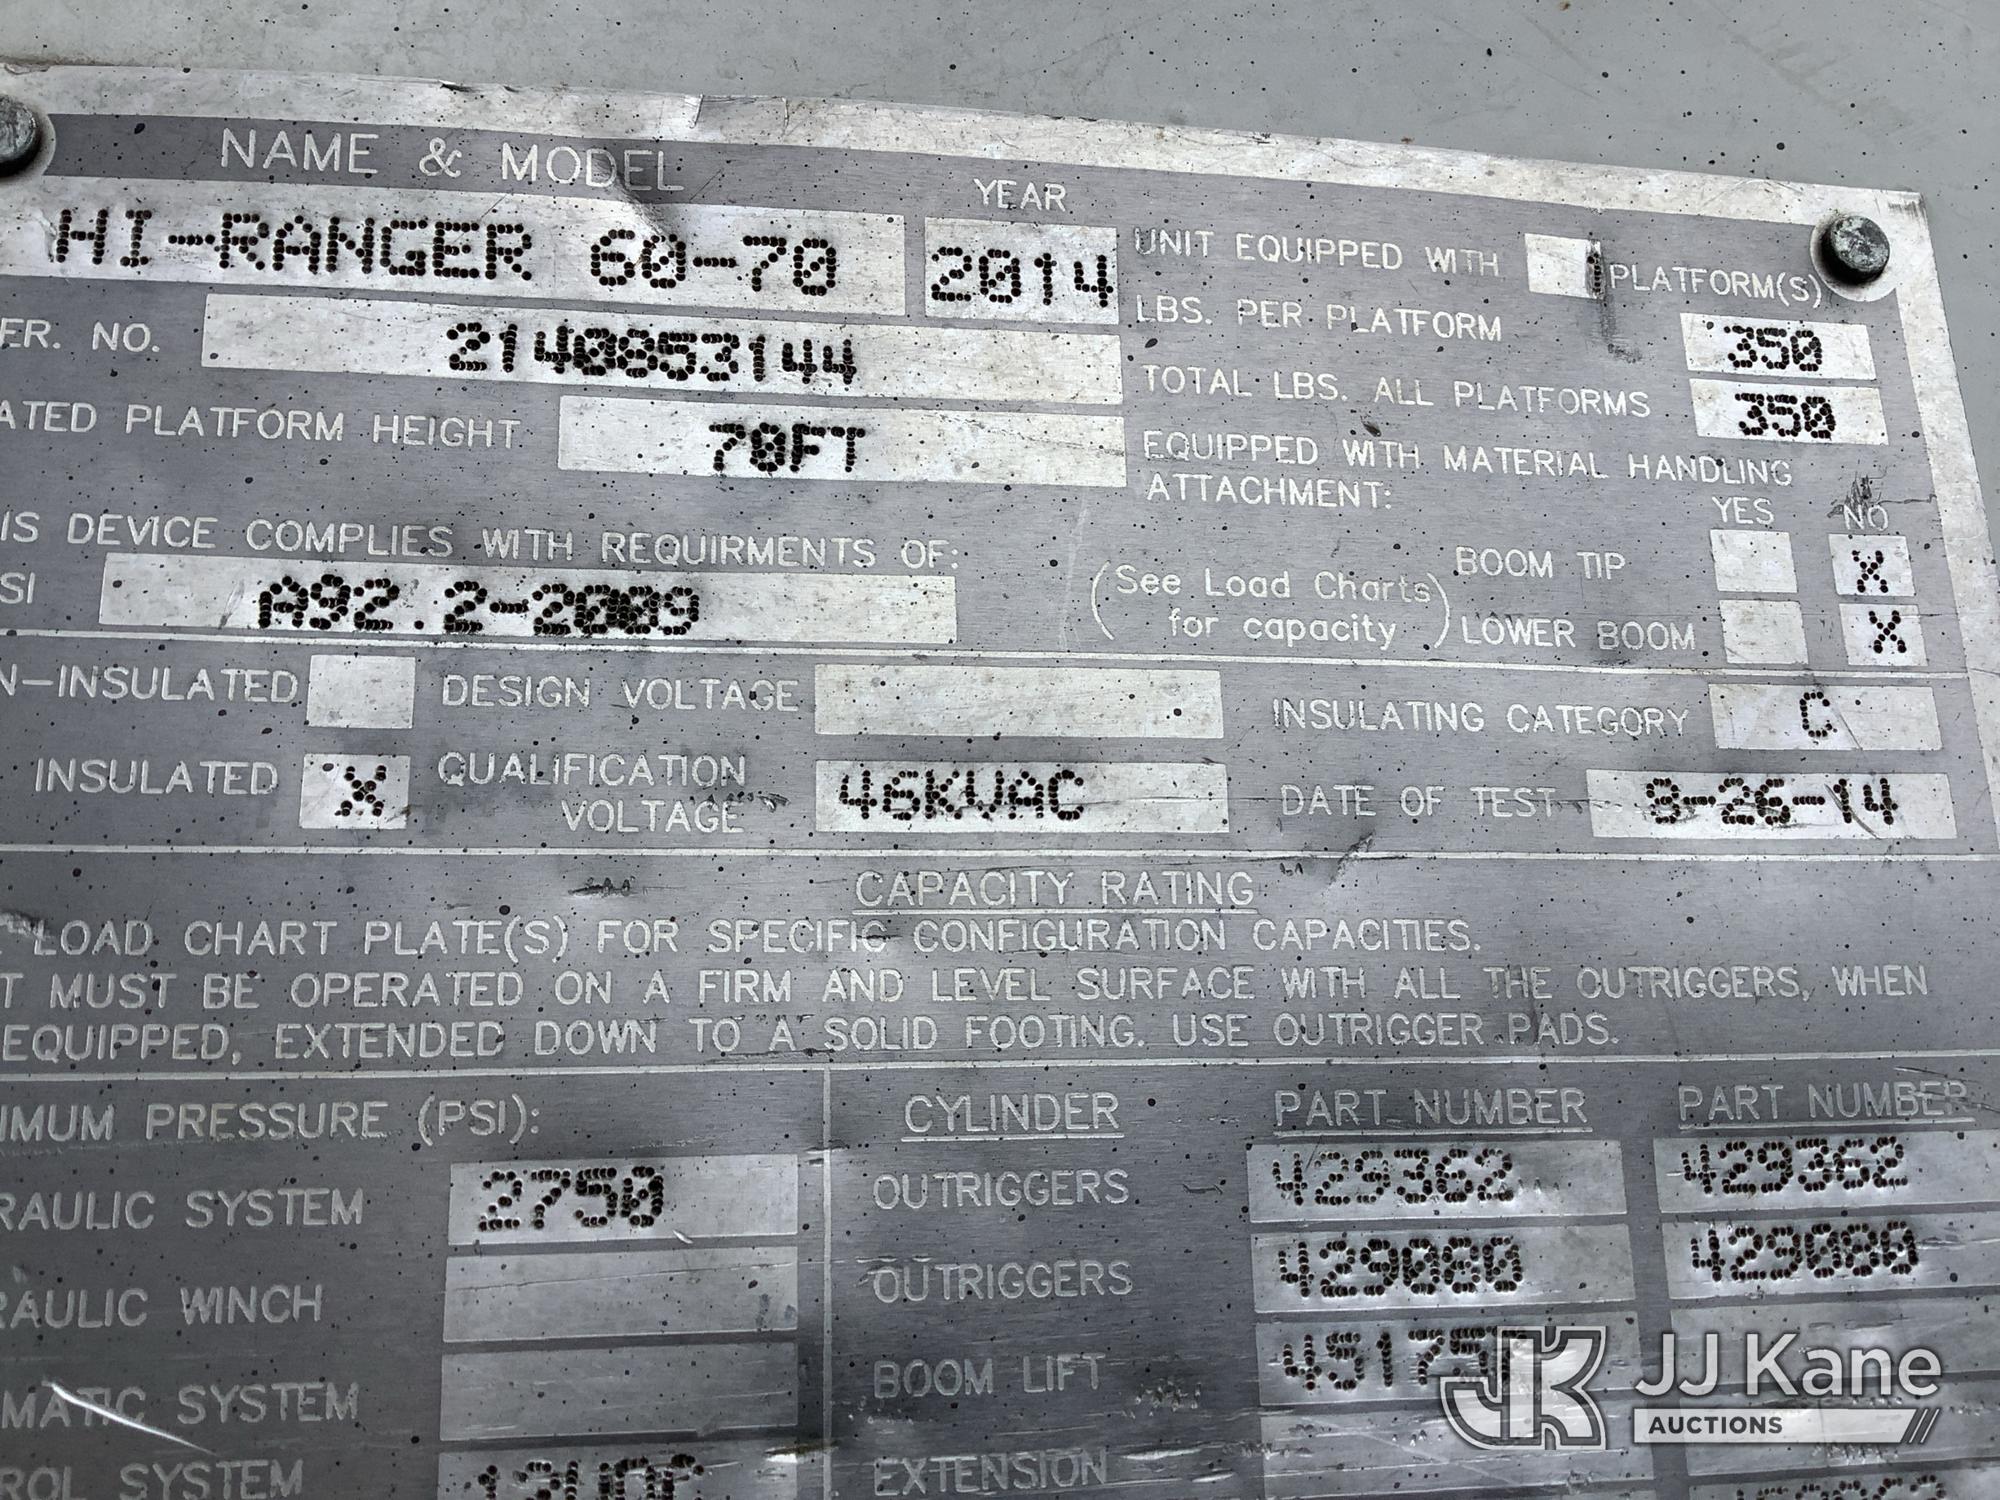 NAME & MODEL
YEAR
HI-RANGER 60-70
2014
UNIT EQUIPPED WITH 1 PLATFORM(S)
ER. NO. 2140853144
LBS. PER PLATFORM 350
ATED PLATFORM HEIGHT 70FT
TOTAL LBS. ALL PLATFORMS 350
EQUIPPED WITH MATERIAL HANDLING
ATTACHMENT:
YES NO
IS DEVICE COMPLIES WITH REQUIRMENTS OF:
SI A92.2-2009
(See Load Charts
for capacity)
BOOM TIP X
LOWER BOOM X
N-INSULATED
DESIGN VOLTAGE
INSULATING CATEGORY C
INSULATED X
QUALIFICATION
VOLTAGE 46KVAC
DATE OF TEST 3-26-14
CAPACITY RATING
LOAD CHART PLATE(S) FOR SPECIFIC CONFIGURATION CAPACITIES.
T MUST BE OPERATED ON A FIRM AND LEVEL SURFACE WITH ALL THE OUTRIGGERS, WHEN
EQUIPPED, EXTENDED DOWN TO A SOLID FOOTING. USE OUTRIGGER PADS.
IMUM PRESSURE (PSI):
CYLINDER PART NUMBER PART NUMBER
RAULIC SYSTEM 2750
OUTRIGGERS 429362 429362
RAULIC WINCH
OUTRIGGERS 429080 429080
MATIC SYSTEM
BOOM LIFT
ROL SYSTEM 12VDC
EXTENSION
JJ Kane
AUCTIONS